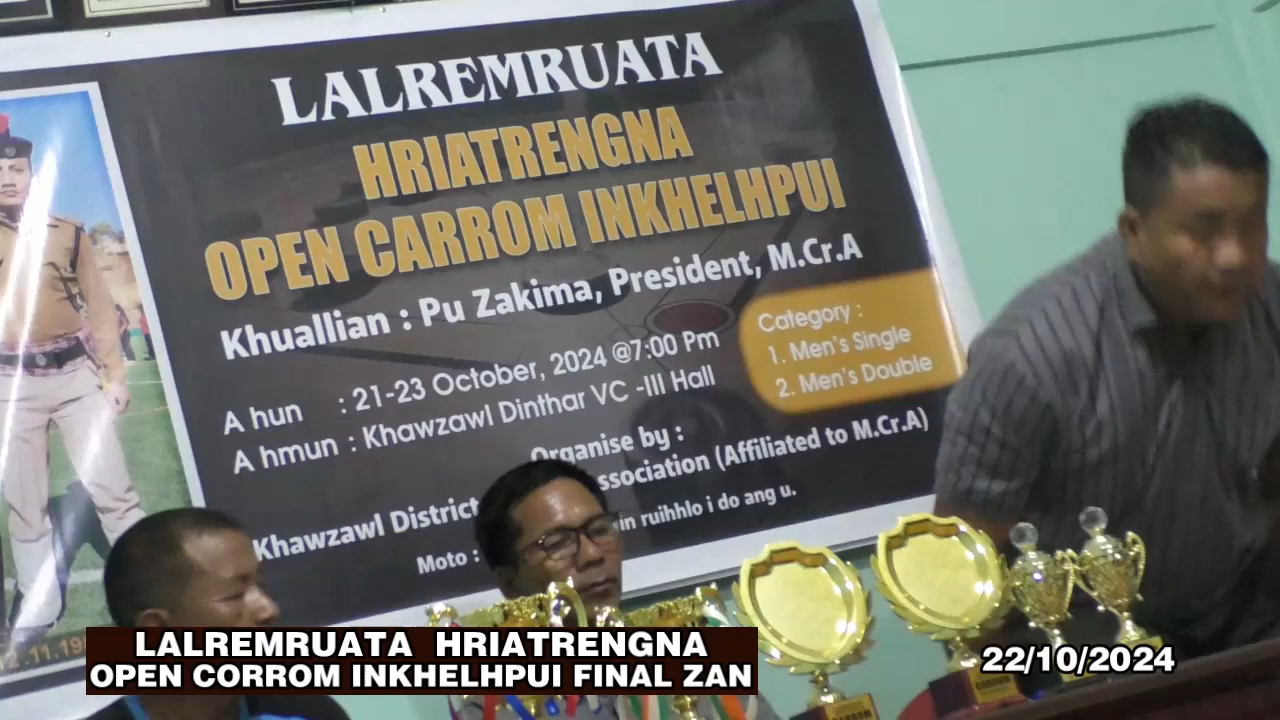 LALREMRUATA
HRIATRENGNA
OPEN CARROM INKHELHPUI
Khuallian : Pu Zakima, President, M.Cr.A
A hun : 21-23 October, 2024 @7:00 Pm
A hmun : Khawzawl Dinthar VC -III Hall
Category :
1. Men's Single
2. Men's Double
Organise by :
Khawzawl District ssociation (Affiliated to M.Cr.A)
Moto : in ruihhlo i do ang u.
LALREMRUATA HRIATRENGNA
OPEN CORROM INKHELHPUI FINAL ZAN
22/10/2024